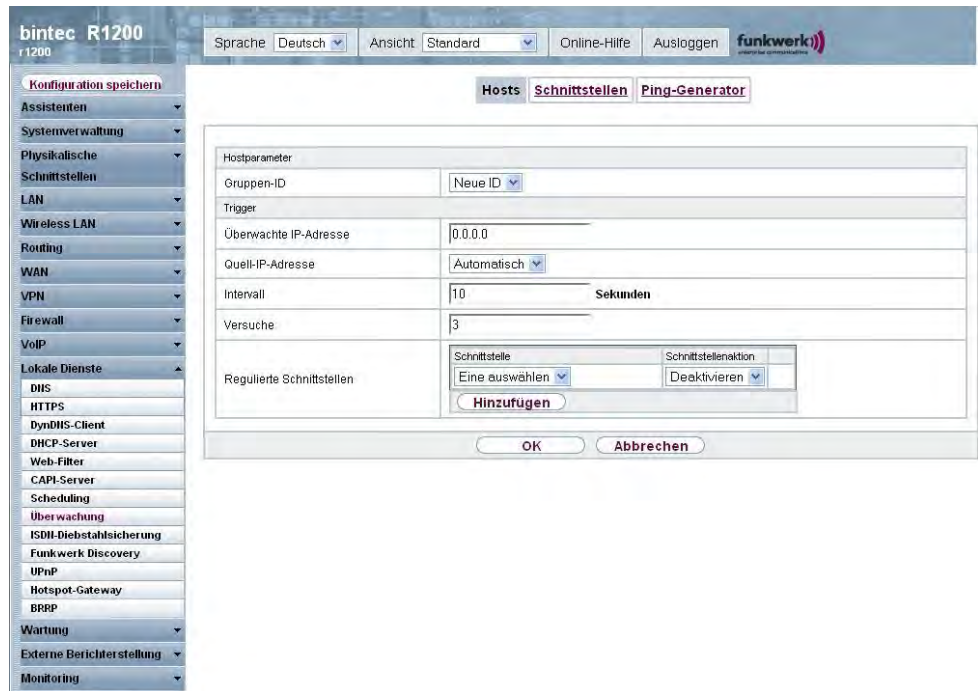 bintec R1200
r1200
Sprache Deutsch Ansicht Standard Online-Hilfe Ausloggen funkwerk
Konfiguration speichern
Assistenten
Systemverwaltung
Physikalische
Schnittstellen
LAN
Wireless LAN
Routing
WAN
VPN
Firewall
VoIP
Lokale Dienste
DNS
HTTPS
DynDNS-Client
DHCP-Server
Web-Filter
CAPI-Server
Scheduling
Überwachung
ISDN-Diebstahlsicherung
Funkwerk Discovery
UPnP
Hotspot-Gateway
BRRP
Wartung
Externe Berichterstellung
Monitoring
Hosts Schnittstellen Ping-Generator
Hostparameter
Gruppen-ID Neue ID
Trigger
Überwachte IP-Adresse 0.0.0.0
Quell-IP-Adresse Automatisch
Intervall 10 Sekunden
Versuche 3
Regulierte Schnittstellen
Schnittstelle Schnittstellenaktion
Eine auswählen Deaktivieren
Hinzufügen
OK Abbrechen